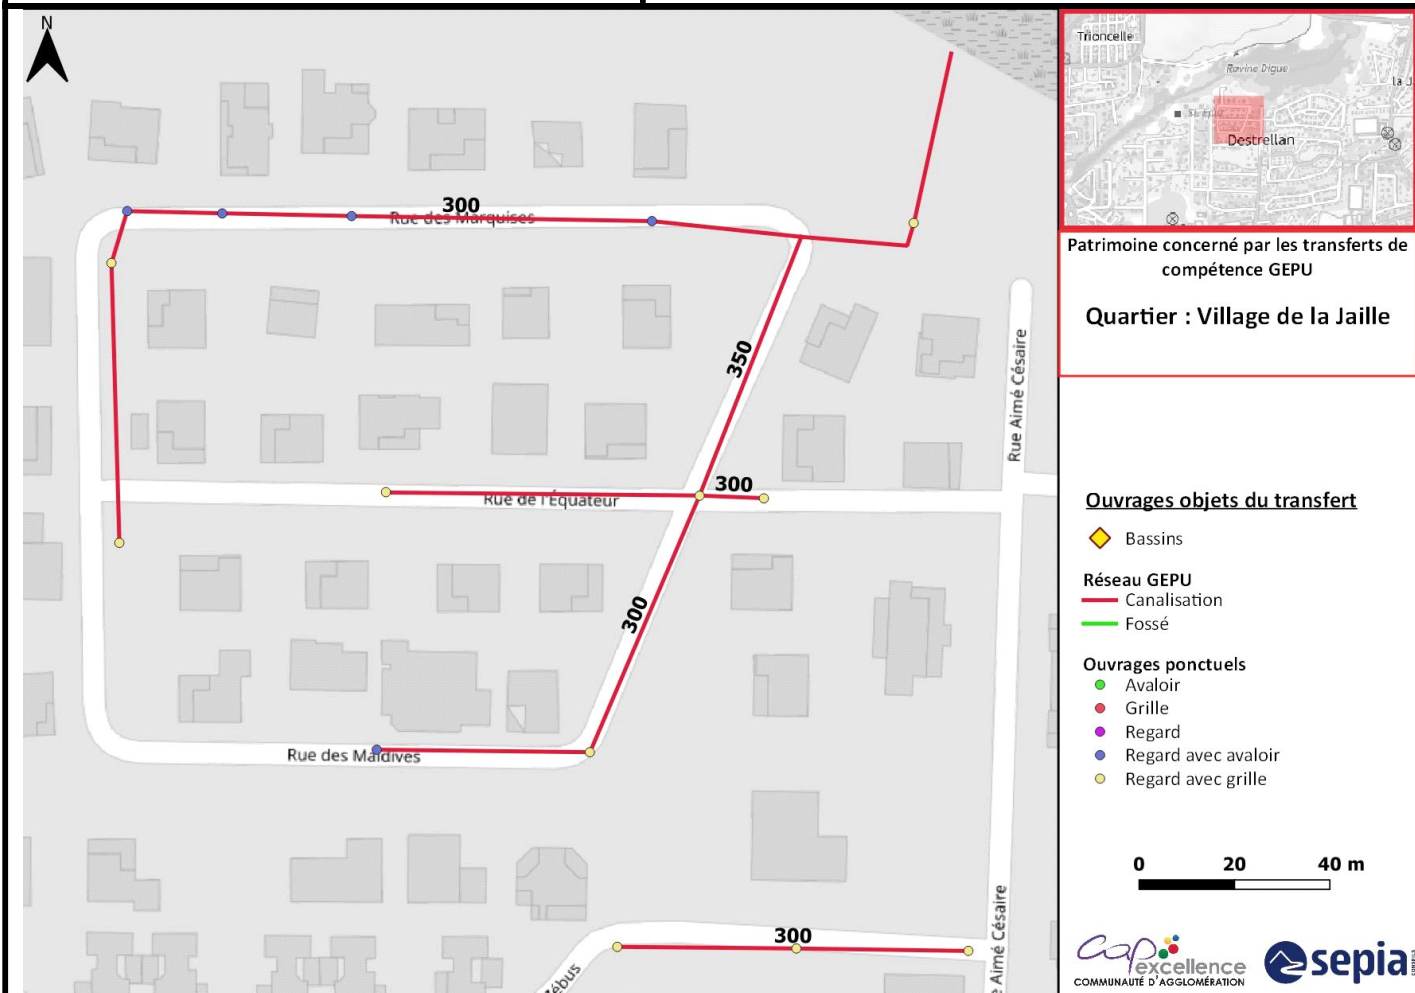 N
300
Rue des Marquises
350
Rue Aimé Césaire
300
Rue de l'Équateur
300
Rue des Maldives
300
Aimé Césaire
Trioncelle
Ravine Digue
la J
Destrellan
Patrimoine concerné par les transferts de
compétence GEPU
Quartier : Village de la Jaille
Ouvrages objets du transfert
Bassins
Réseau GEPU
Canalisation
Fossé
Ouvrages ponctuels
Avaloir
Grille
Regard
Regard avec avaloir
Regard avec grille
0 20 40 m
Cap excellence
COMMUNAUTÉ D'AGGLOMÉRATION
sepia